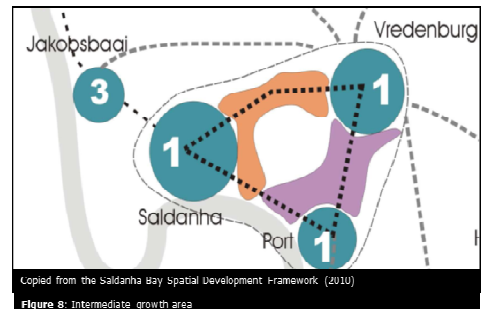 Vredenburg
Jakobsbaai
1
3
1
Saldanha
Port
1
H
Copied from the Saldanha Bay Spatial Development Framework (2010)
Figure 8: Intermediate growth area